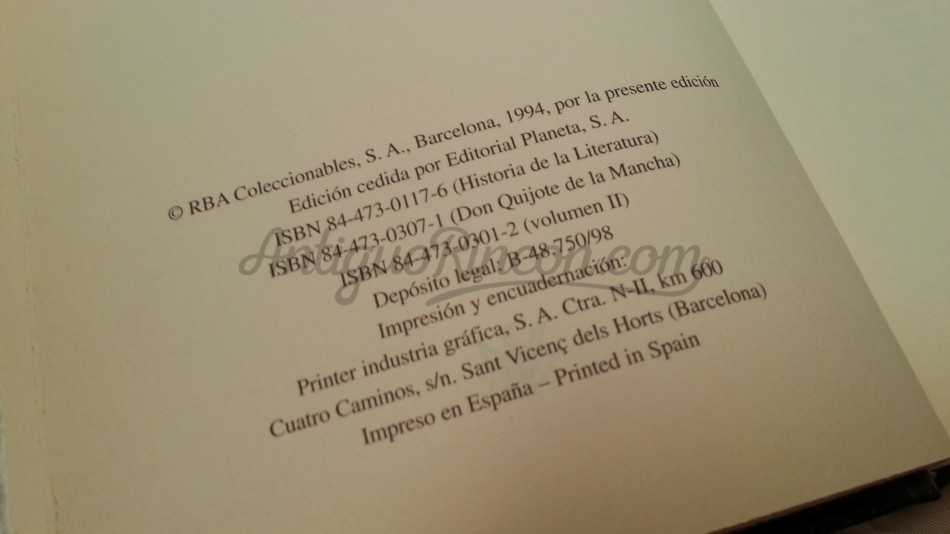 © RBA Coleccionables, S. A., Barcelona, 1994, por la presente edición
Edición cedida por Editorial Planeta, S. A.
ISBN 84-473-0117-6 (Historia de la Literatura)
ISBN 84-473-0307-1 (Don Quijote de la Mancha)
ISBN 84-473-0301-2 (volumen II)
AntiguoRincon.com
Depósito legal: B-48.750/98
Impresión y encuadernación:
Printer industria gráfica, S. A. Ctra. N-II, km 600
Cuatro Caminos, s/n. Sant Vicenç dels Horts (Barcelona)
Impreso en España – Printed in Spain